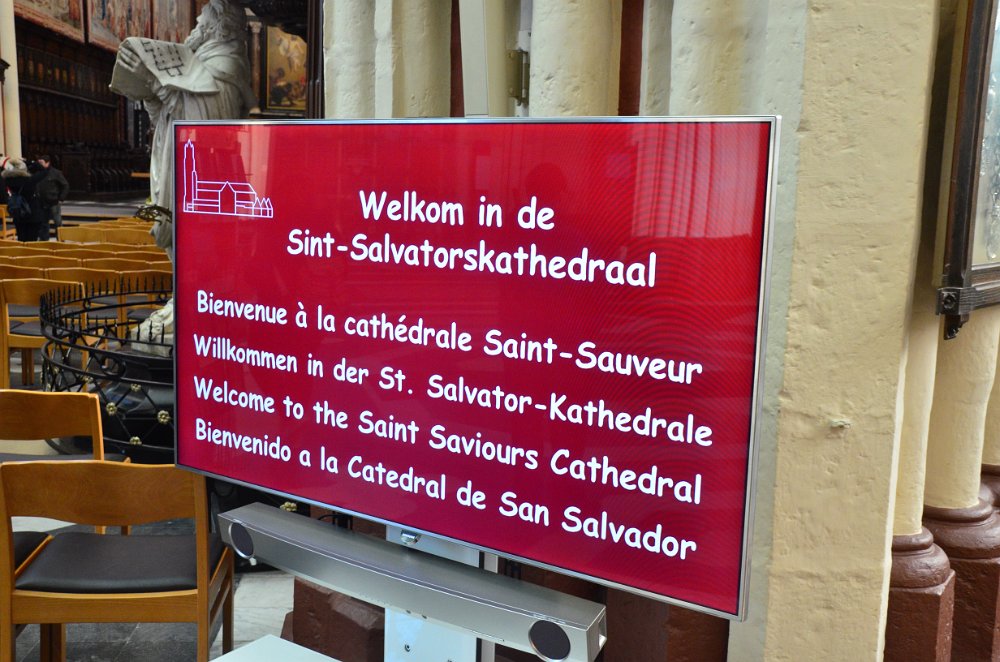 Welkom in de
Sint-Salvatorskathedraal
Bienvenue à la cathédrale Saint-Sauveur
Willkommen in der St. Salvator-Kathedrale
Welcome to the Saint Saviours Cathedral
Bienvenido a la Catedral de San Salvador